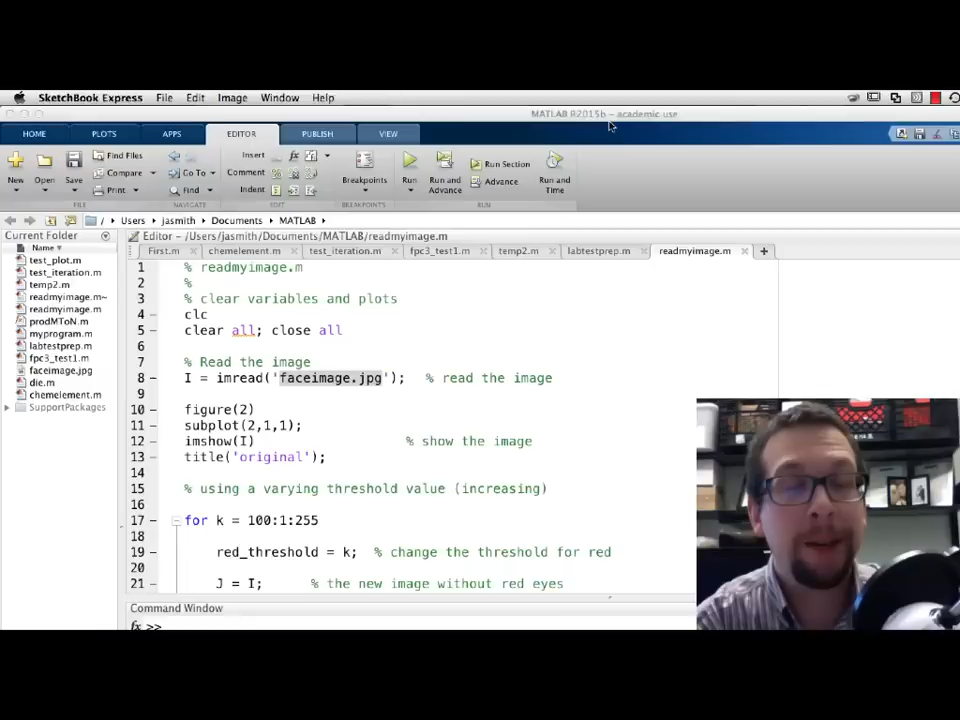 SketchBook Express File Edit Image Window Help
MATLAB R2015b - academic use
HOME PLOTS APPS EDITOR PUBLISH VIEW
New Open Save Find Files Compare Print Go To Find Insert Comment Indent fx Breakpoints Run Run and Advance Run Section Advance Run and Time
FILE NAVIGATE EDIT BREAKPOINTS RUN
/ Users jasmith Documents MATLAB
Current Folder
Name
test_plot.m
test_iteration.m
temp2.m
readmyimage.m~
readmyimage.m
prodMToN.m
myprogram.m
labtestprep.m
fpc3_test1.m
faceimage.jpg
die.m
chemelement.m
SupportPackages
Editor - /Users/jasmith/Documents/MATLAB/readmyimage.m
First.m chemelement.m test_iteration.m fpc3_test1.m temp2.m labtestprep.m readmyimage.m +
1 % readmyimage.m
2 %
3 % clear variables and plots
4 clc
5 clear all; close all
6
7 % Read the image
8 I = imread('faceimage.jpg'); % read the image
9
10 figure(2)
11 subplot(2,1,1);
12 imshow(I) % show the image
13 title('original');
14
15 % using a varying threshold value (increasing)
16
17 for k = 100:1:255
18
19 red_threshold = k; % change the threshold for red
20
21 J = I; % the new image without red eyes
Command Window
fx >>